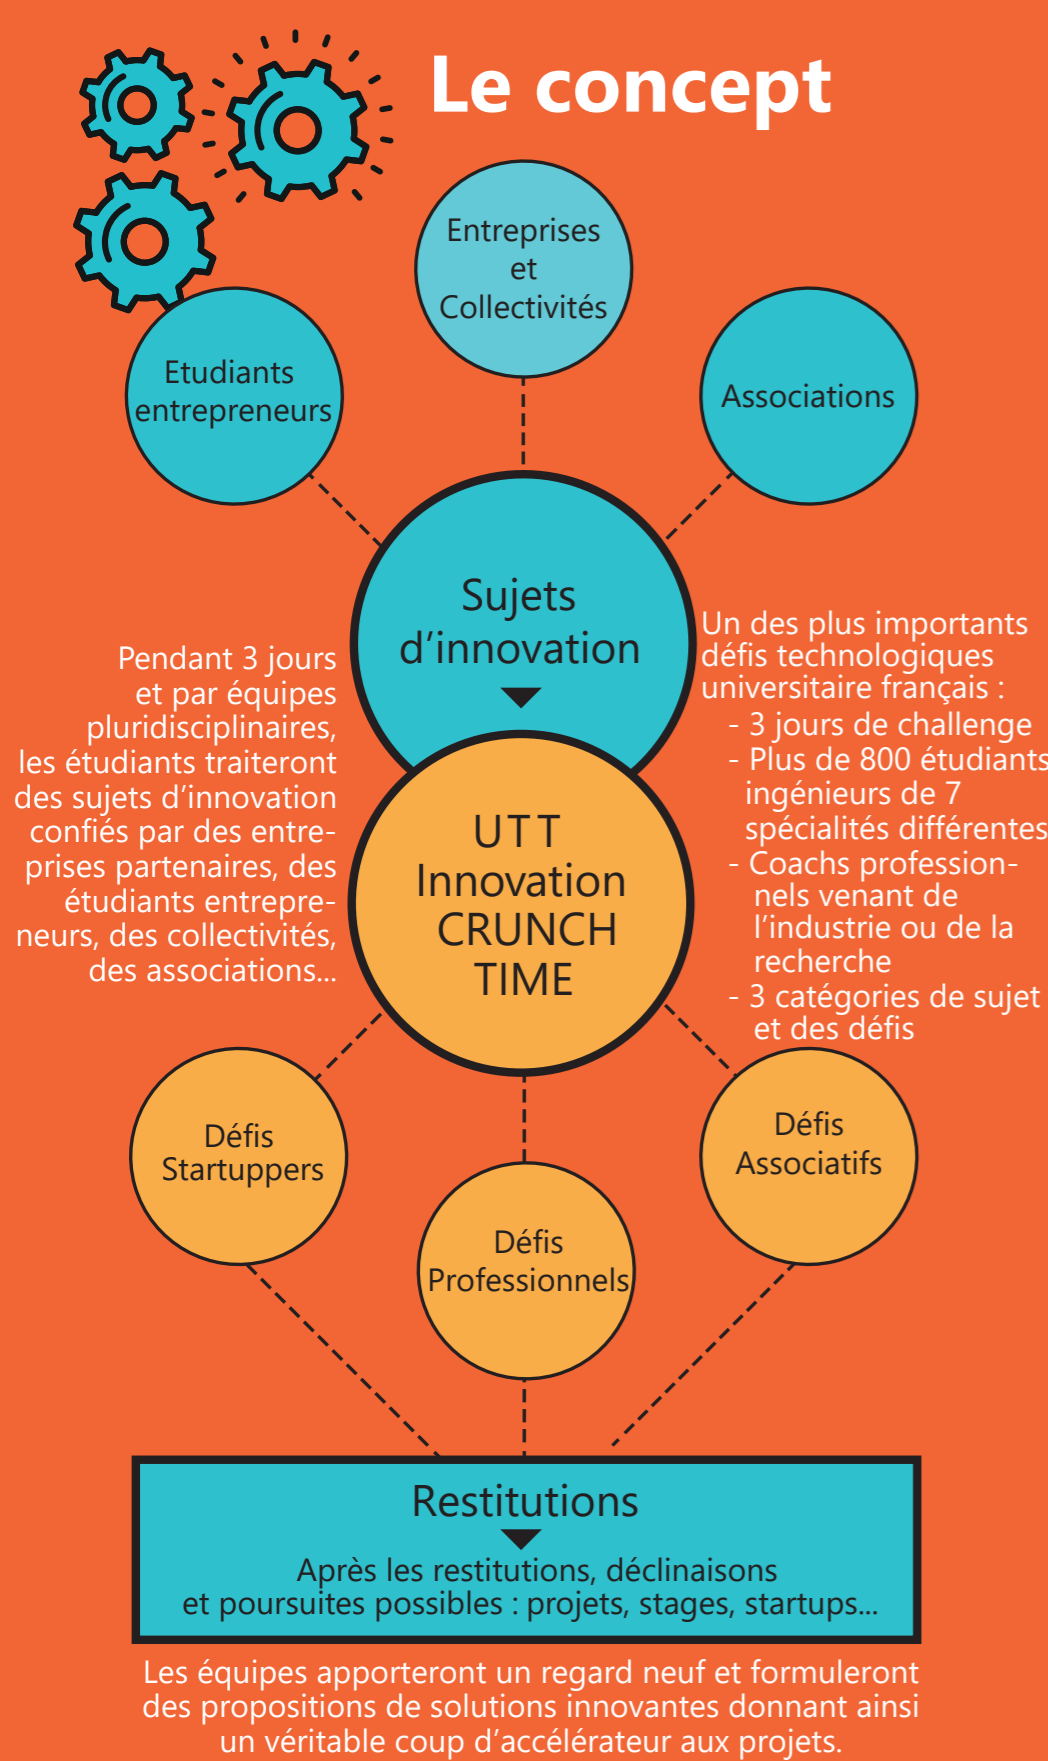 Le concept
Entreprises
et
Collectivités
Etudiants
entrepreneurs
Associations
Sujets
d'innovation
Pendant 3 jours
et par équipes
pluridisciplinaires,
les étudiants traiteront
des sujets d'innovation
confiés par des entre-
prises partenaires, des
étudiants entrepre-
neurs, des collectivités,
des associations...
Un des plus importants
défis technologiques
universitaire français :
- 3 jours de challenge
- Plus de 800 étudiants
ingénieurs de 7
spécialités différentes
- Coachs profession-
nels venant de
l'industrie ou de la
recherche
- 3 catégories de sujet
et des défis
UTT
Innovation
CRUNCH
TIME
Défis
Startuppers
Défis
Professionnels
Défis
Associatifs
Restitutions
Après les restitutions, déclinaisons
et poursuites possibles : projets, stages, startups...
Les équipes apporteront un regard neuf et formuleront
des propositions de solutions innovantes donnant ainsi
un véritable coup d'accélérateur aux projets.